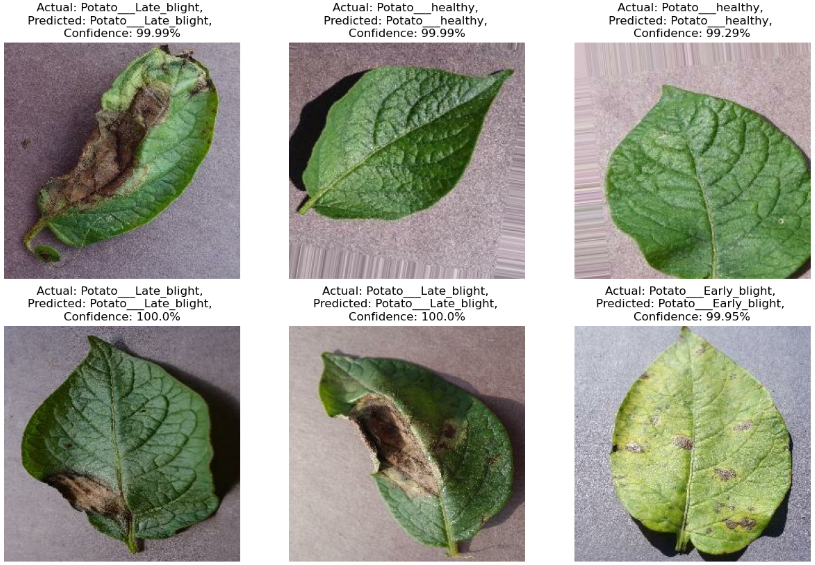 Actual: Potato___Late_blight,
Predicted: Potato___Late_blight,
Confidence: 99.99%
Actual: Potato___healthy,
Predicted: Potato___healthy,
Confidence: 99.99%
Actual: Potato___healthy,
Predicted: Potato___healthy,
Confidence: 99.29%
Actual: Potato___Late_blight,
Predicted: Potato___Late_blight,
Confidence: 100.0%
Actual: Potato___Late_blight,
Predicted: Potato___Late_blight,
Confidence: 100.0%
Actual: Potato___Early_blight,
Predicted: Potato___Early_blight,
Confidence: 99.95%